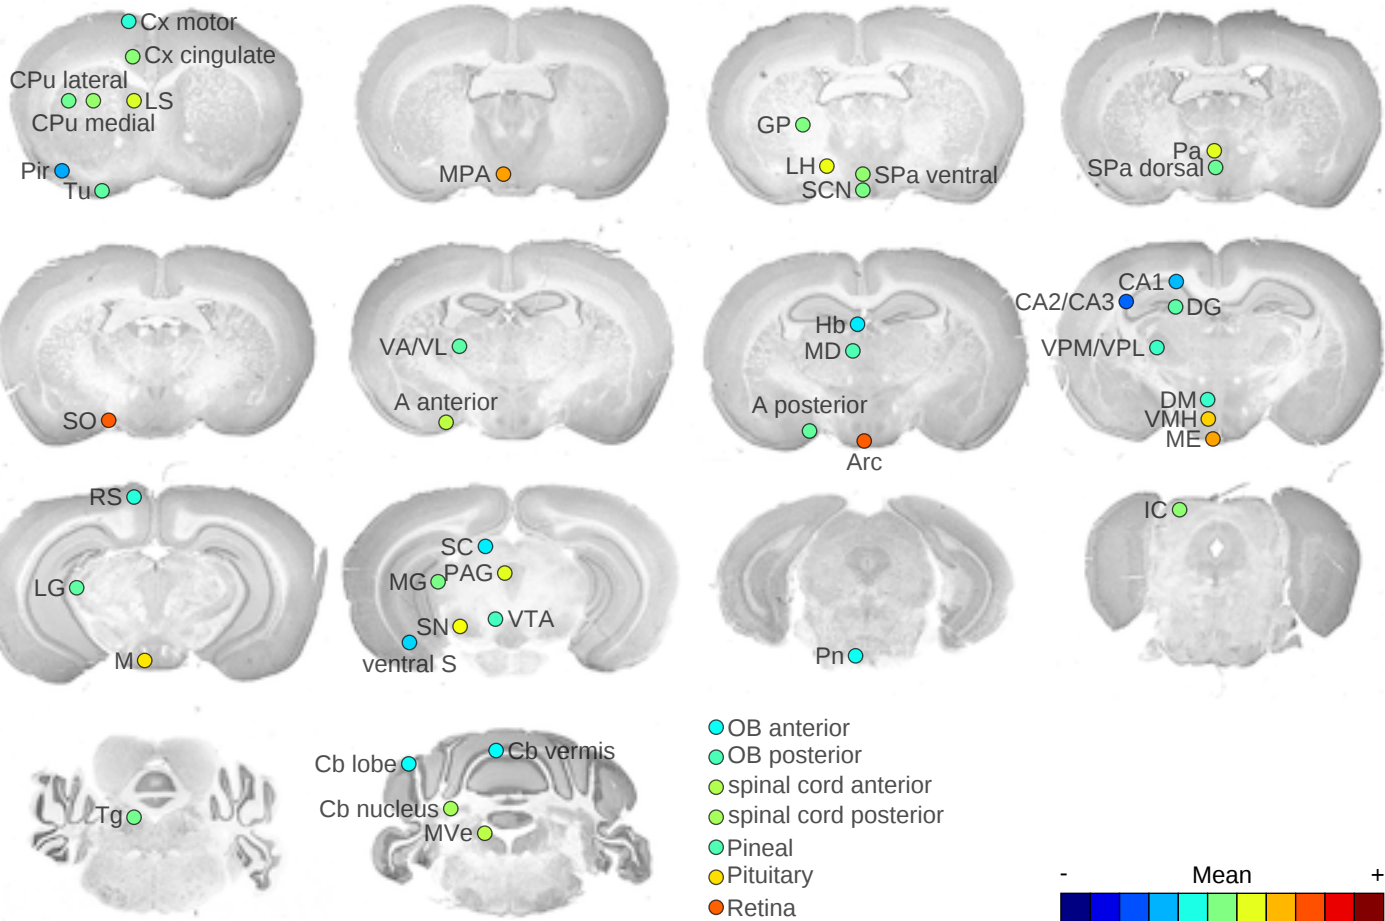 Cx motor
Cx cingulate
CPu lateral
LS
CPu medial
Pir
Tu
MPA
GP
LH
SPa ventral
SCN
Pa
SPa dorsal
SO
VA/VL
A anterior
Hb
MD
A posterior
Arc
CA1
CA2/CA3
DG
VPM/VPL
DM
VMH
ME
RS
LG
M
SC
MG
PAG
SN
VTA
ventral S
Pn
IC
Tg
Cb lobe
Cb vermis
Cb nucleus
MVe
OB anterior
OB posterior
spinal cord anterior
spinal cord posterior
Pineal
Pituitary
Retina
- Mean +